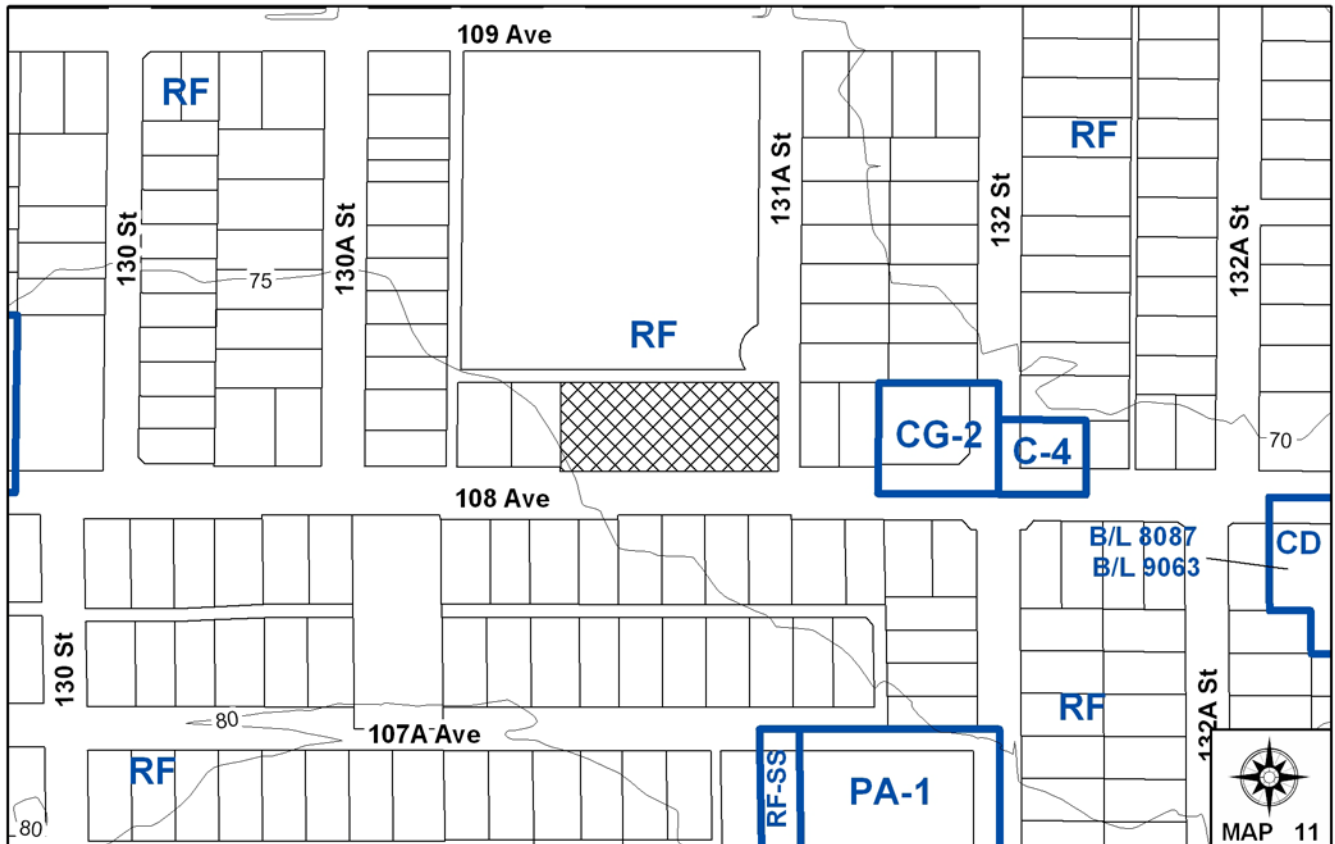 109 Ave
RF
RF
131A St
132 St
130 St
130A St
132A St
75
RF
CG-2
C-4
70
108 Ave
B/L 8087
B/L 9063
CD
130 St
132A St
80
107A Ave
RF
RF
RF-SS
PA-1
80
MAP 11